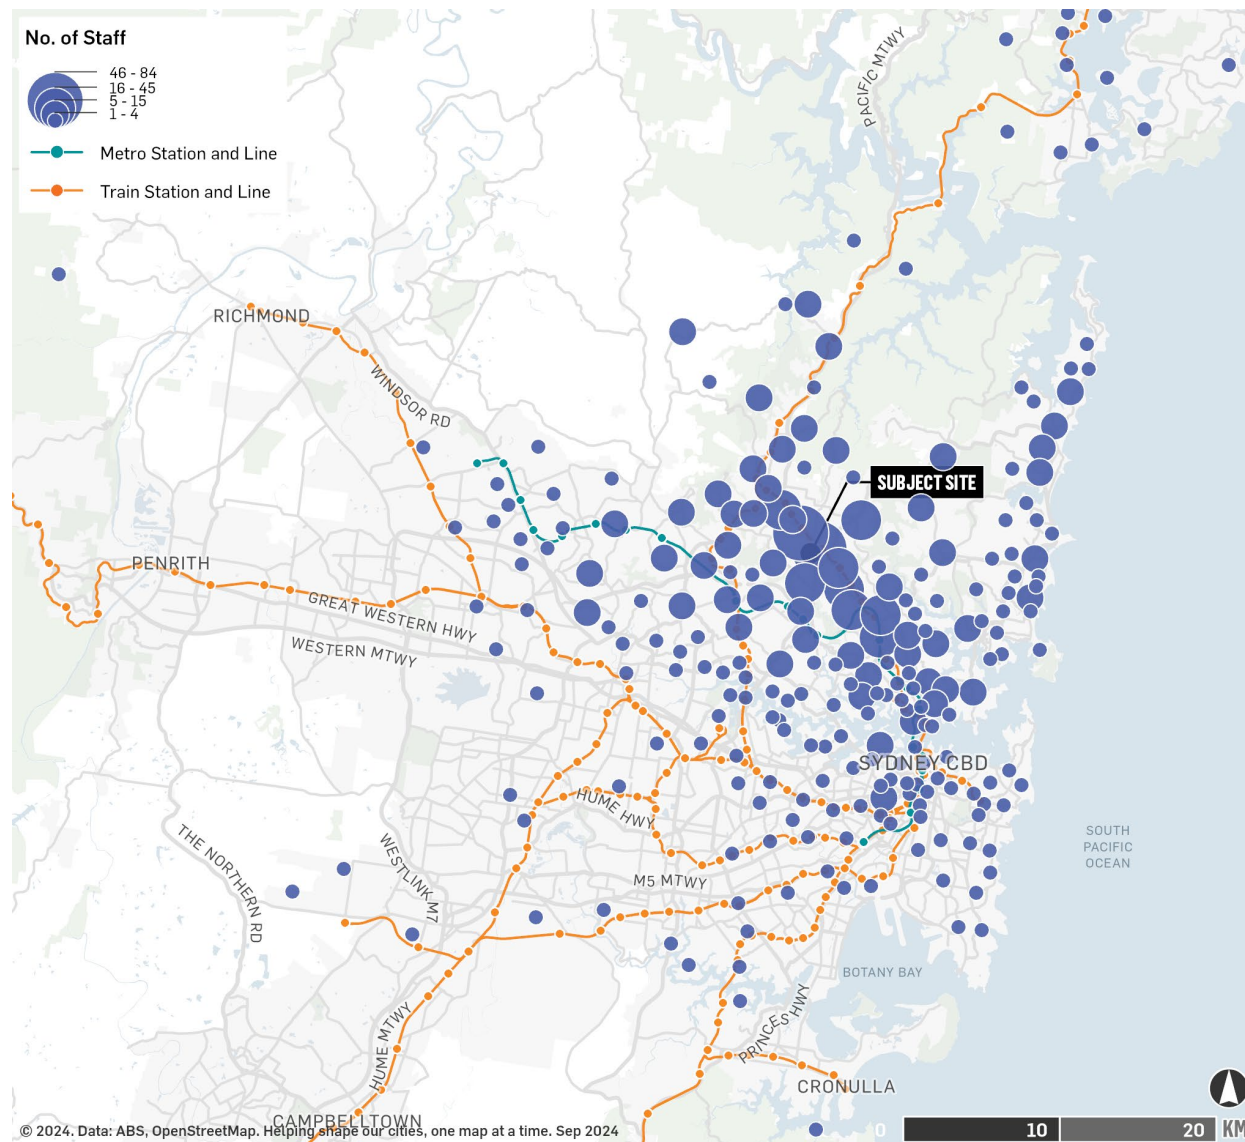 No. of Staff
46 - 84
16 - 45
5 - 15
1 - 4
Metro Station and Line
Train Station and Line
PACIFIC MTWY
RICHMOND
WINDSOR RD
SUBJECT SITE
PENRITH
GREAT WESTERN HWY
WESTERN MTWY
SYDNEY CBD
HUME HWY
THE NORTHERN RD
WESTLINK M7
M5 MTWY
SOUTH
PACIFIC
OCEAN
BOTANY BAY
PRINCES HWY
HUME MTWY
CRONULLA
CAMPBELLTOWN
© 2024. Data: ABS, OpenStreetMap. Helping shape our cities, one map at a time. Sep 2024
0 10 20 KM